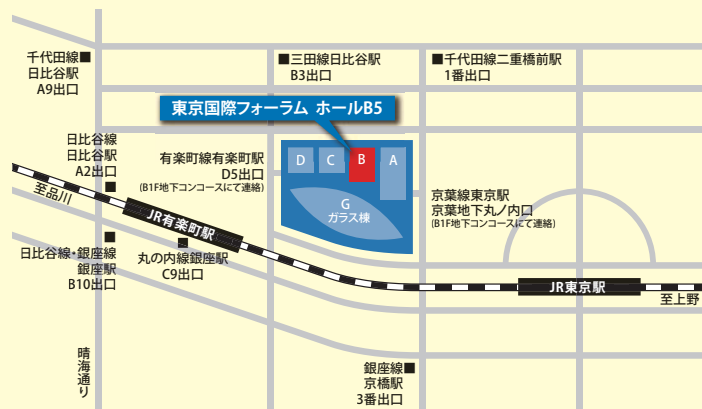 千代田線■
日比谷駅
A9出口
■三田線日比谷駅
B3出口
■千代田線二重橋前駅
1番出口
東京国際フォーラム ホールB5
日比谷線
日比谷駅
A2出口
有楽町線有楽町駅
D5出口
(B1F地下コンコースにて連絡)
D
C
B
A
G
ガラス棟
京葉線東京駅
京葉地下丸ノ内口
(B1F地下コンコースにて連絡)
至品川
JR有楽町駅
日比谷線・銀座線
銀座駅
B10出口
丸の内線銀座駅
C9出口
JR東京駅
至上野
晴海通り
銀座線■
京橋駅
3番出口